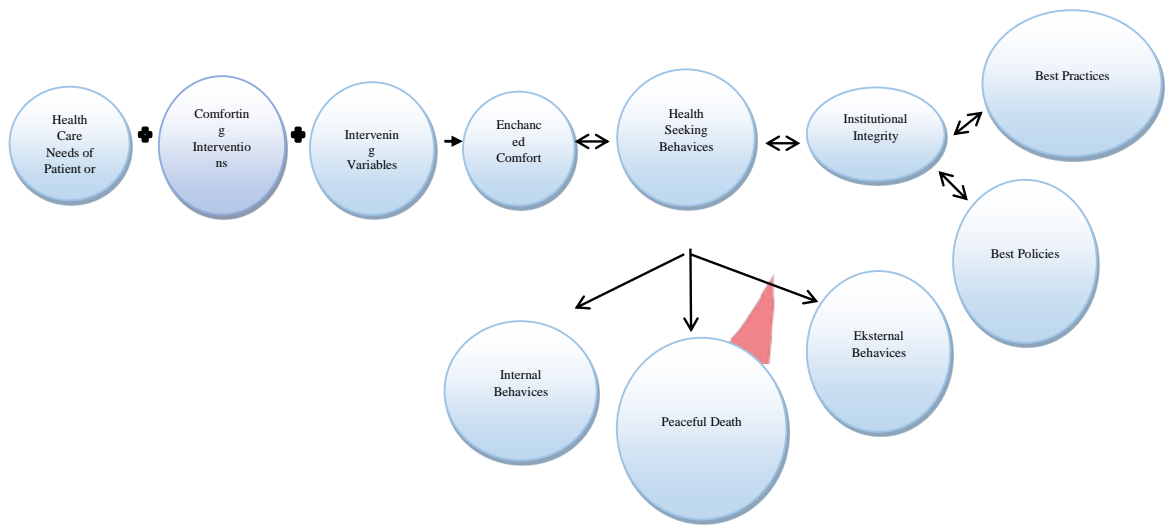 Health
Care
Needs of
Patient or
Comfortin
g
Interventio
ns
Intervenin
g
Variables
Enchanc
ed
Comfort
Health
Seeking
Behavices
Institutional
Integrity
Best Practices
Best Policies
Internal
Behavices
Peaceful Death
Eksternal
Behavices